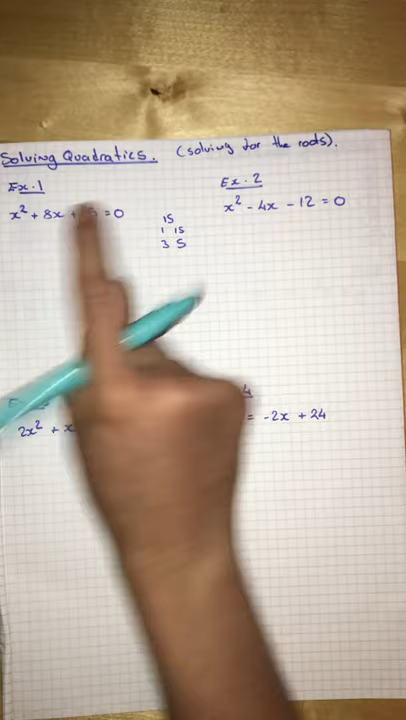 Solving Quadratics. (solving for the roots).
Ex.1
x² + 8x + = 0
15
1 15
3 5
Ex.2
x² - 4x - 12 = 0
2x² + x
4
= -2x + 24